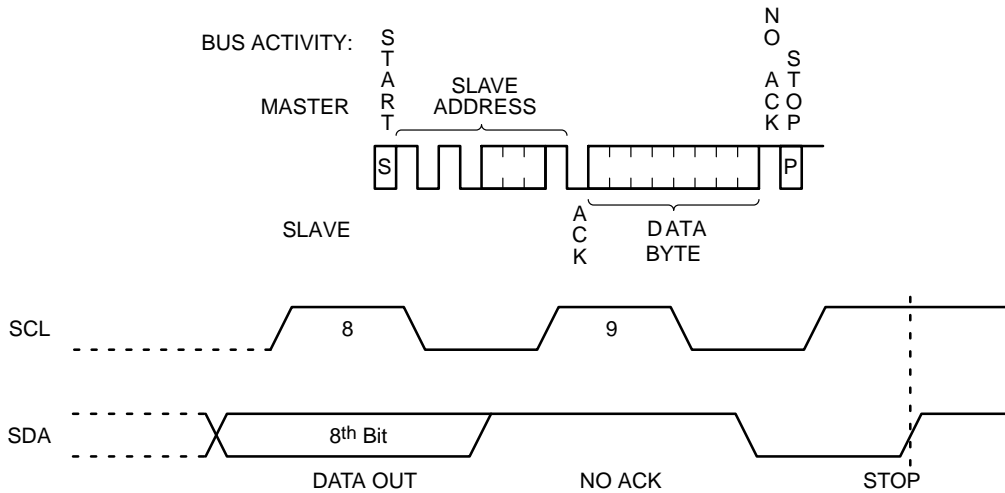 BUS ACTIVITY:
MASTER
START
SLAVE
ADDRESS
NO ACK
STOP
S
P
SLAVE
ACK
DATA
BYTE
SCL
8
9
SDA
8th Bit
DATA OUT
NO ACK
STOP